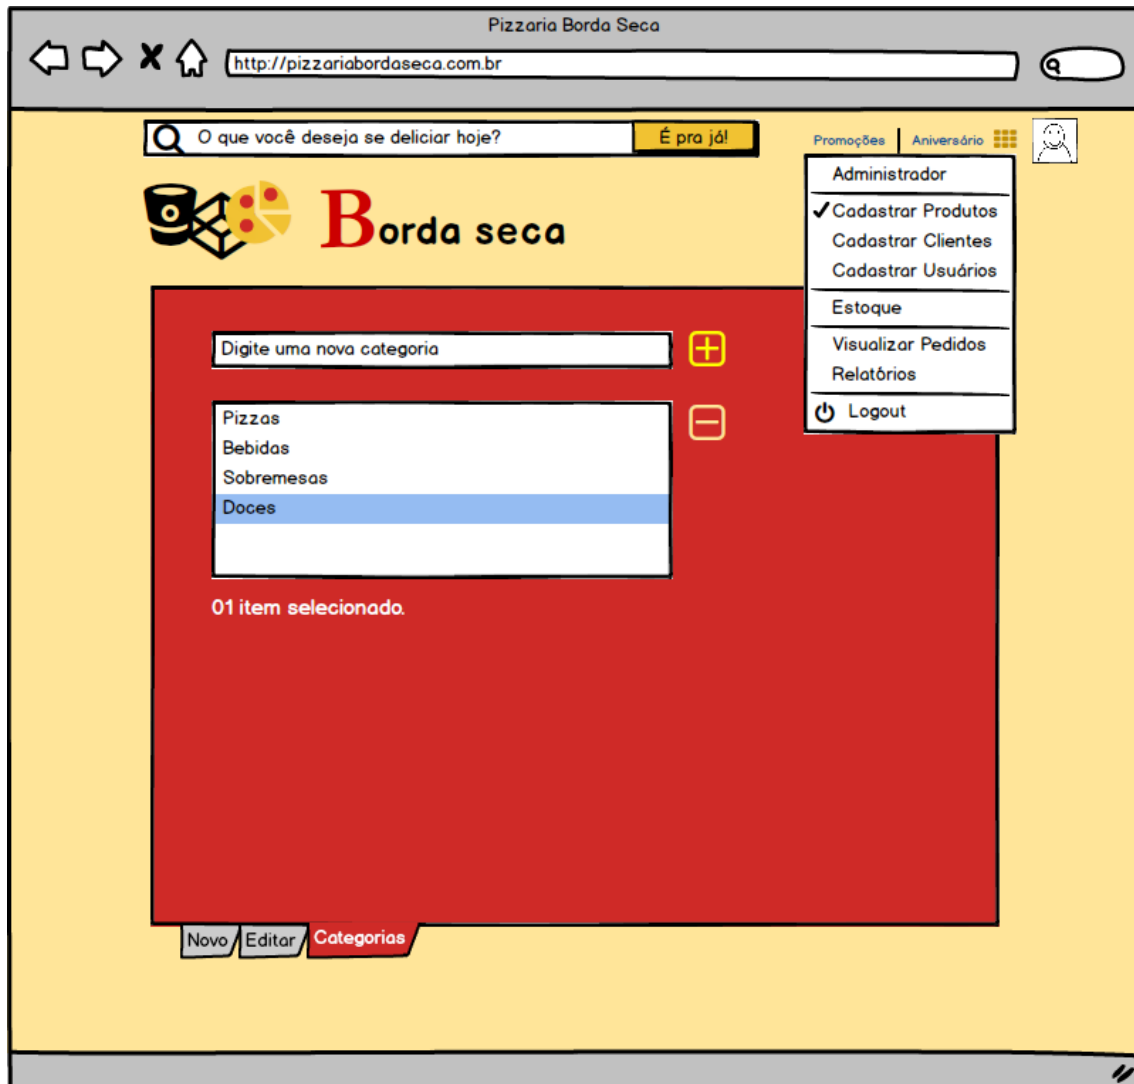 Pizzaria Borda Seca
http://pizzariabordaseca.com.br
O que você deseja se deliciar hoje?
É pra já!
Promoções
Aniversário
Administrador
Cadastrar Produtos
Cadastrar Clientes
Cadastrar Usuários
Estoque
Visualizar Pedidos
Relatórios
Logout
Borda seca
Digite uma nova categoria
Pizzas
Bebidas
Sobremesas
Doces
01 item selecionado.
Novo
Editar
Categorias